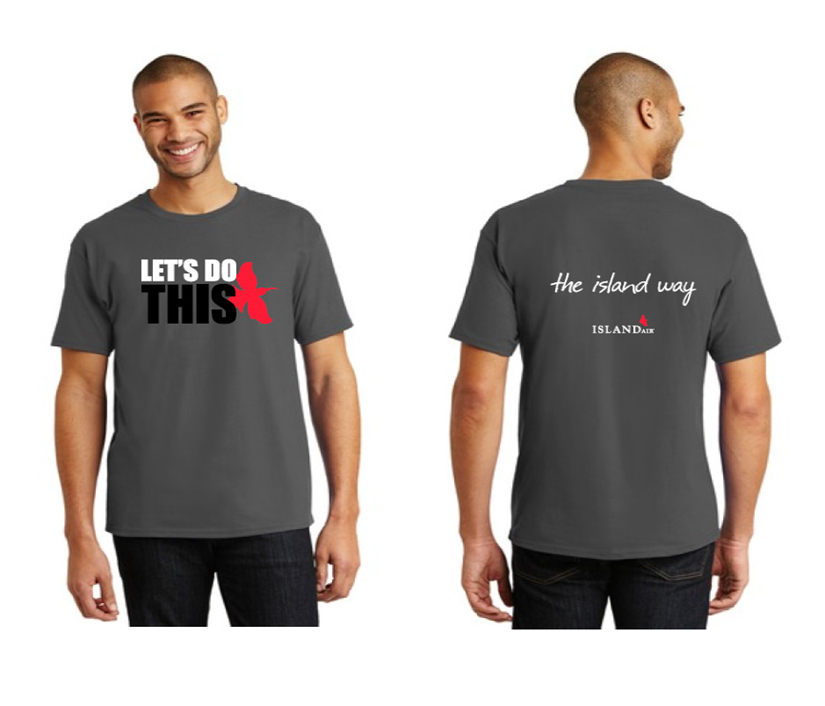 LET'S DO
THIS
the island way
ISLANDAIR